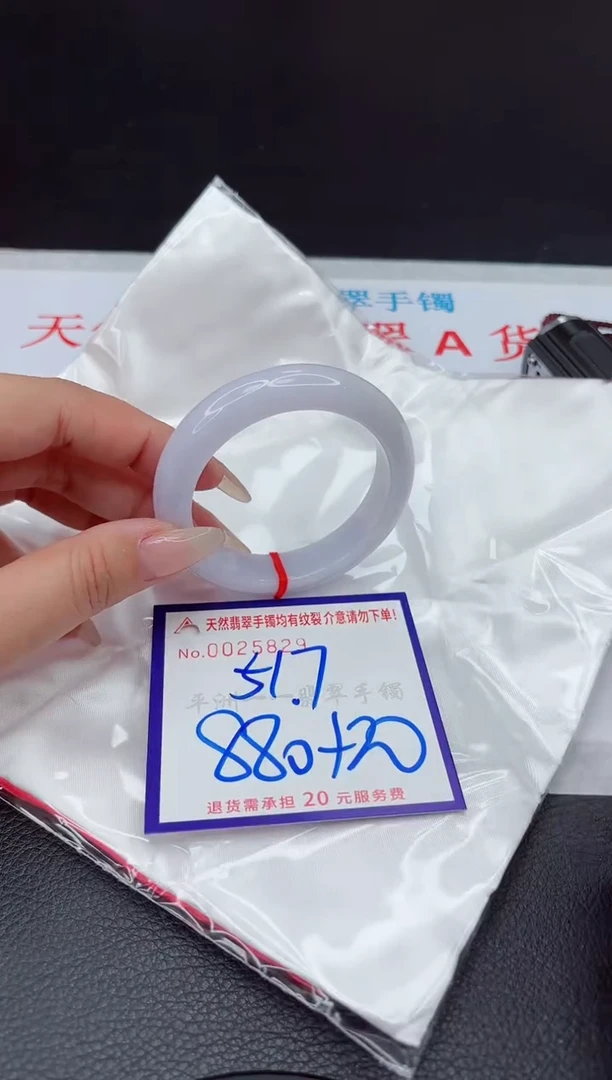 翠手镯
天 翠 A 货
天然翡翠手镯均有纹裂 介意请勿下单!
No.0025829
51.7
平洲——翡翠手镯
880+20
退货需承担 20 元服务费